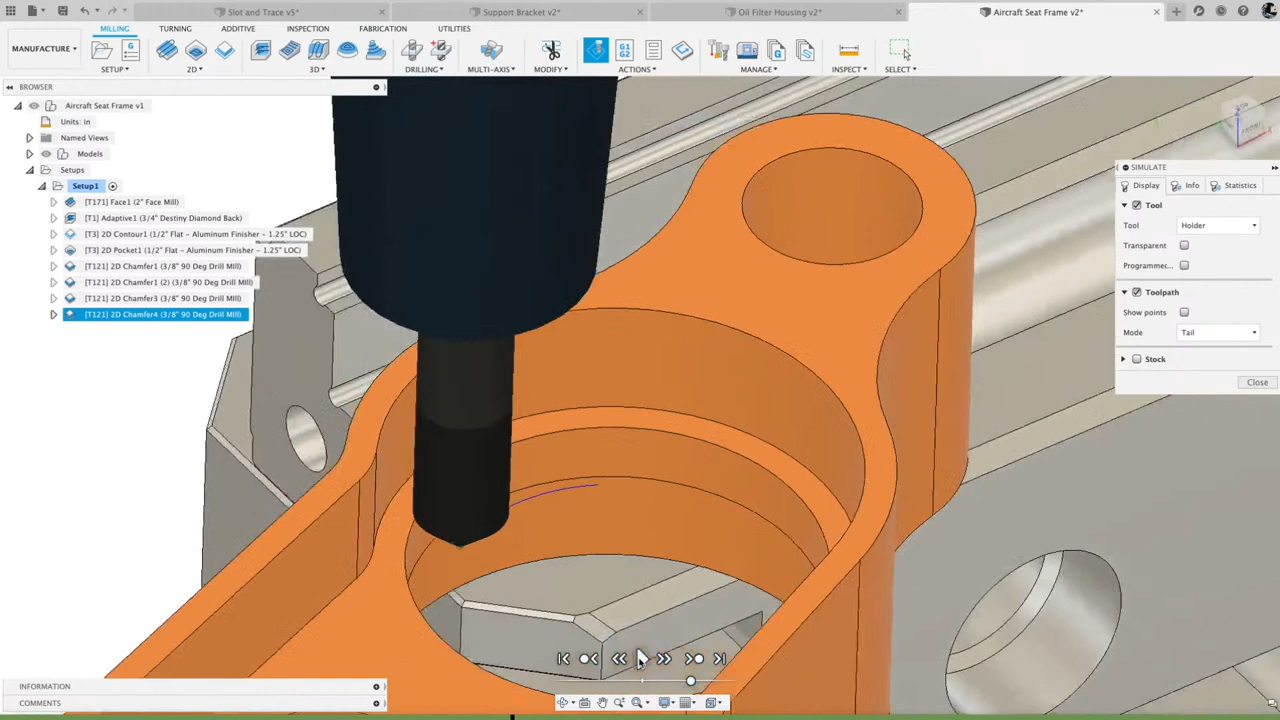 Slot and Trace v5*
Support Bracket v2*
Oil Filter Housing v2*
Aircraft Seat Frame v2*
MANUFACTURE
MILLING
TURNING
ADDITIVE
INSPECTION
FABRICATION
UTILITIES
SETUP
2D
3D
DRILLING
MULTI-AXIS
MODIFY
G1
G2
ACTIONS
MANAGE
INSPECT
SELECT
BROWSER
Aircraft Seat Frame v1
Units: in
Named Views
Models
Setups
Setup1
[T171] Face1 (2" Face Mill)
[T1] Adaptive1 (3/4" Destiny Diamond Back)
[T3] 2D Contour1 (1/2" Flat - Aluminum Finisher - 1.25" LOC)
[T3] 2D Pocket1 (1/2" Flat - Aluminum Finisher - 1.25" LOC)
[T121] 2D Chamfer1 (3/8" 90 Deg Drill Mill)
[T121] 2D Chamfer1 (2) (3/8" 90 Deg Drill Mill)
[T121] 2D Chamfer3 (3/8" 90 Deg Drill Mill)
[T121] 2D Chamfer4 (3/8" 90 Deg Drill Mill)
SIMULATE
Display
Info
Statistics
Tool
Tool
Holder
Transparent
Programmer...
Toolpath
Show points
Mode
Tail
Stock
Close
INFORMATION
COMMENTS